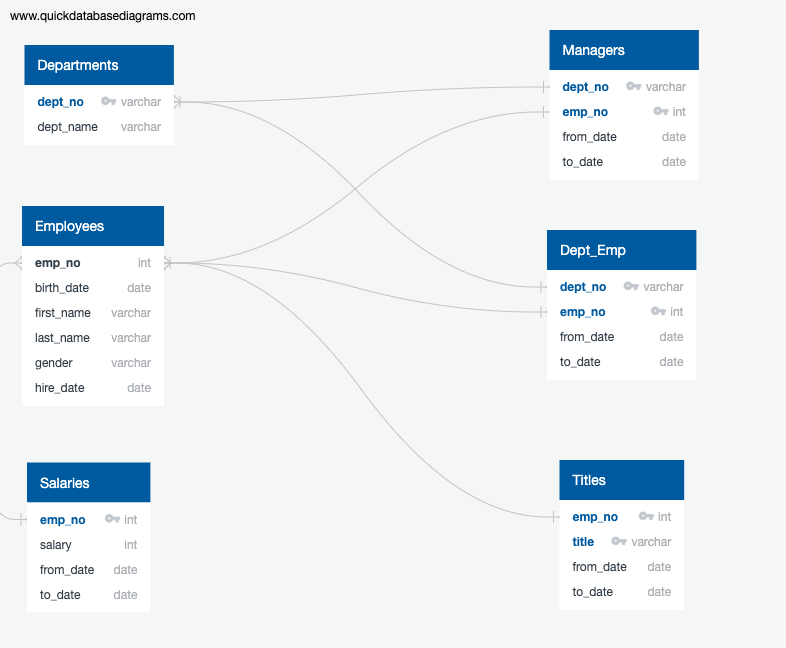 www.quickdatabasediagrams.com
Departments
dept_no varchar
dept_name varchar
Managers
dept_no varchar
emp_no int
from_date date
to_date date
Employees
emp_no int
birth_date date
first_name varchar
last_name varchar
gender varchar
hire_date date
Dept_Emp
dept_no varchar
emp_no int
from_date date
to_date date
Salaries
emp_no int
salary int
from_date date
to_date date
Titles
emp_no int
title varchar
from_date date
to_date date